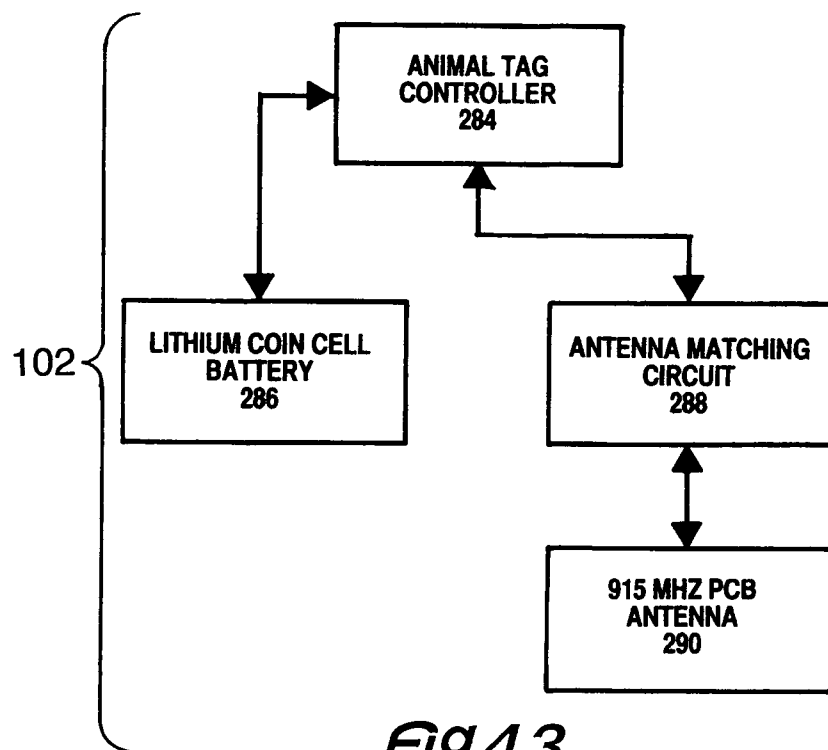 ANIMAL TAG
CONTROLLER
284
LITHIUM COIN CELL
BATTERY
286
102
ANTENNA MATCHING
CIRCUIT
288
915 MHZ PCB
ANTENNA
290
Fig 43